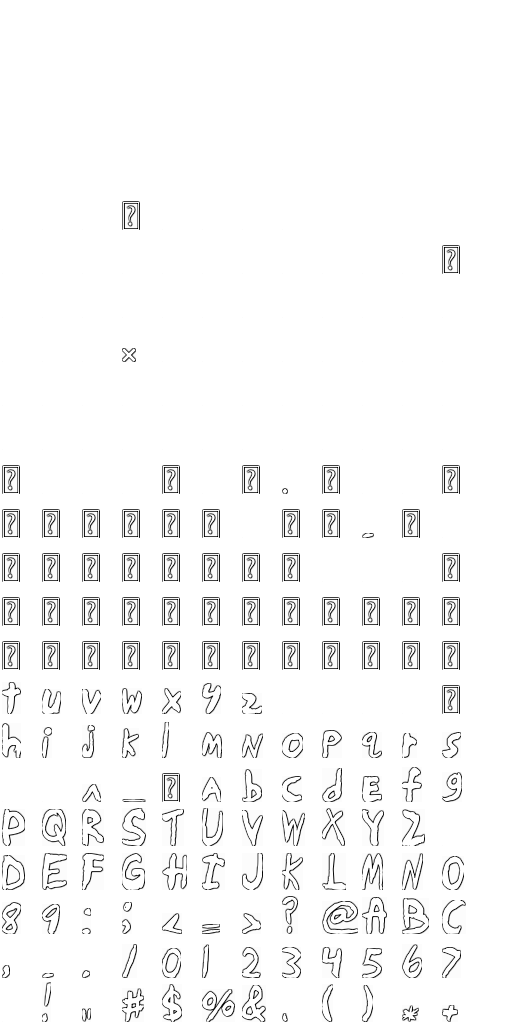 ×
.
-
t u v w x y z
h i j k l m n o p q r s
^ _ a b c d e f g
P Q R S T U V W X Y Z
D E F G H I J K L M N O
8 9 : ; < = > ? @ A B C
, - . / 0 1 2 3 4 5 6 7
! " # $ % & ' ( ) * +